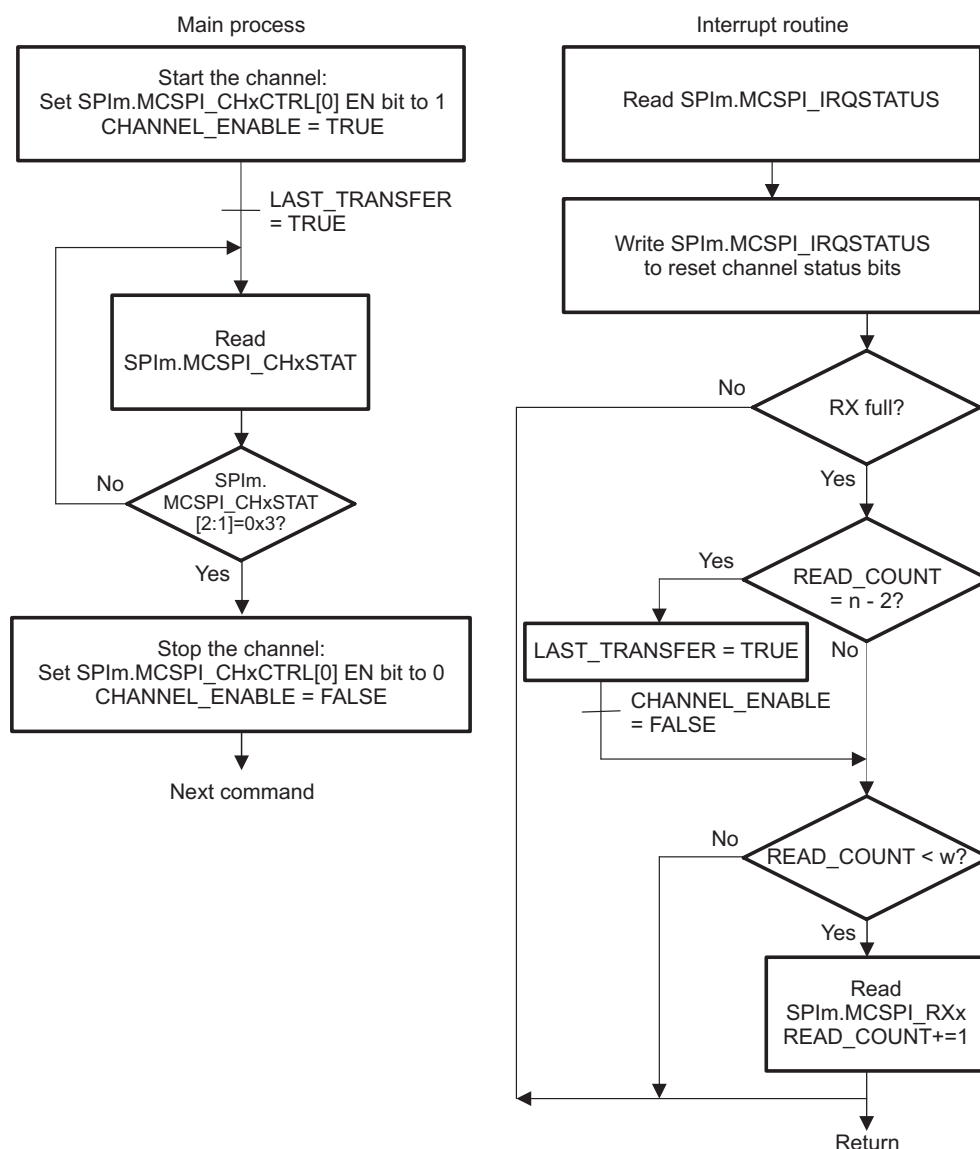 Main process
Start the channel:
Set SPIm.MCSPI_CHxCTRL[0] EN bit to 1
CHANNEL_ENABLE = TRUE
LAST_TRANSFER
= TRUE
Read
SPIm.MCSPI_CHxSTAT
No
SPIm.
MCSPI_CHxSTAT
[2:1]=0x3?
Yes
Stop the channel:
Set SPIm.MCSPI_CHxCTRL[0] EN bit to 0
CHANNEL_ENABLE = FALSE
Next command
Interrupt routine
Read SPIm.MCSPI_IRQSTATUS
Write SPIm.MCSPI_IRQSTATUS
to reset channel status bits
No
RX full?
Yes
Yes
READ_COUNT
= n - 2?
LAST_TRANSFER = TRUE
No
CHANNEL_ENABLE
= FALSE
No
READ_COUNT < w?
Yes
Read
SPIm.MCSPI_RXx
READ_COUNT+=1
Return